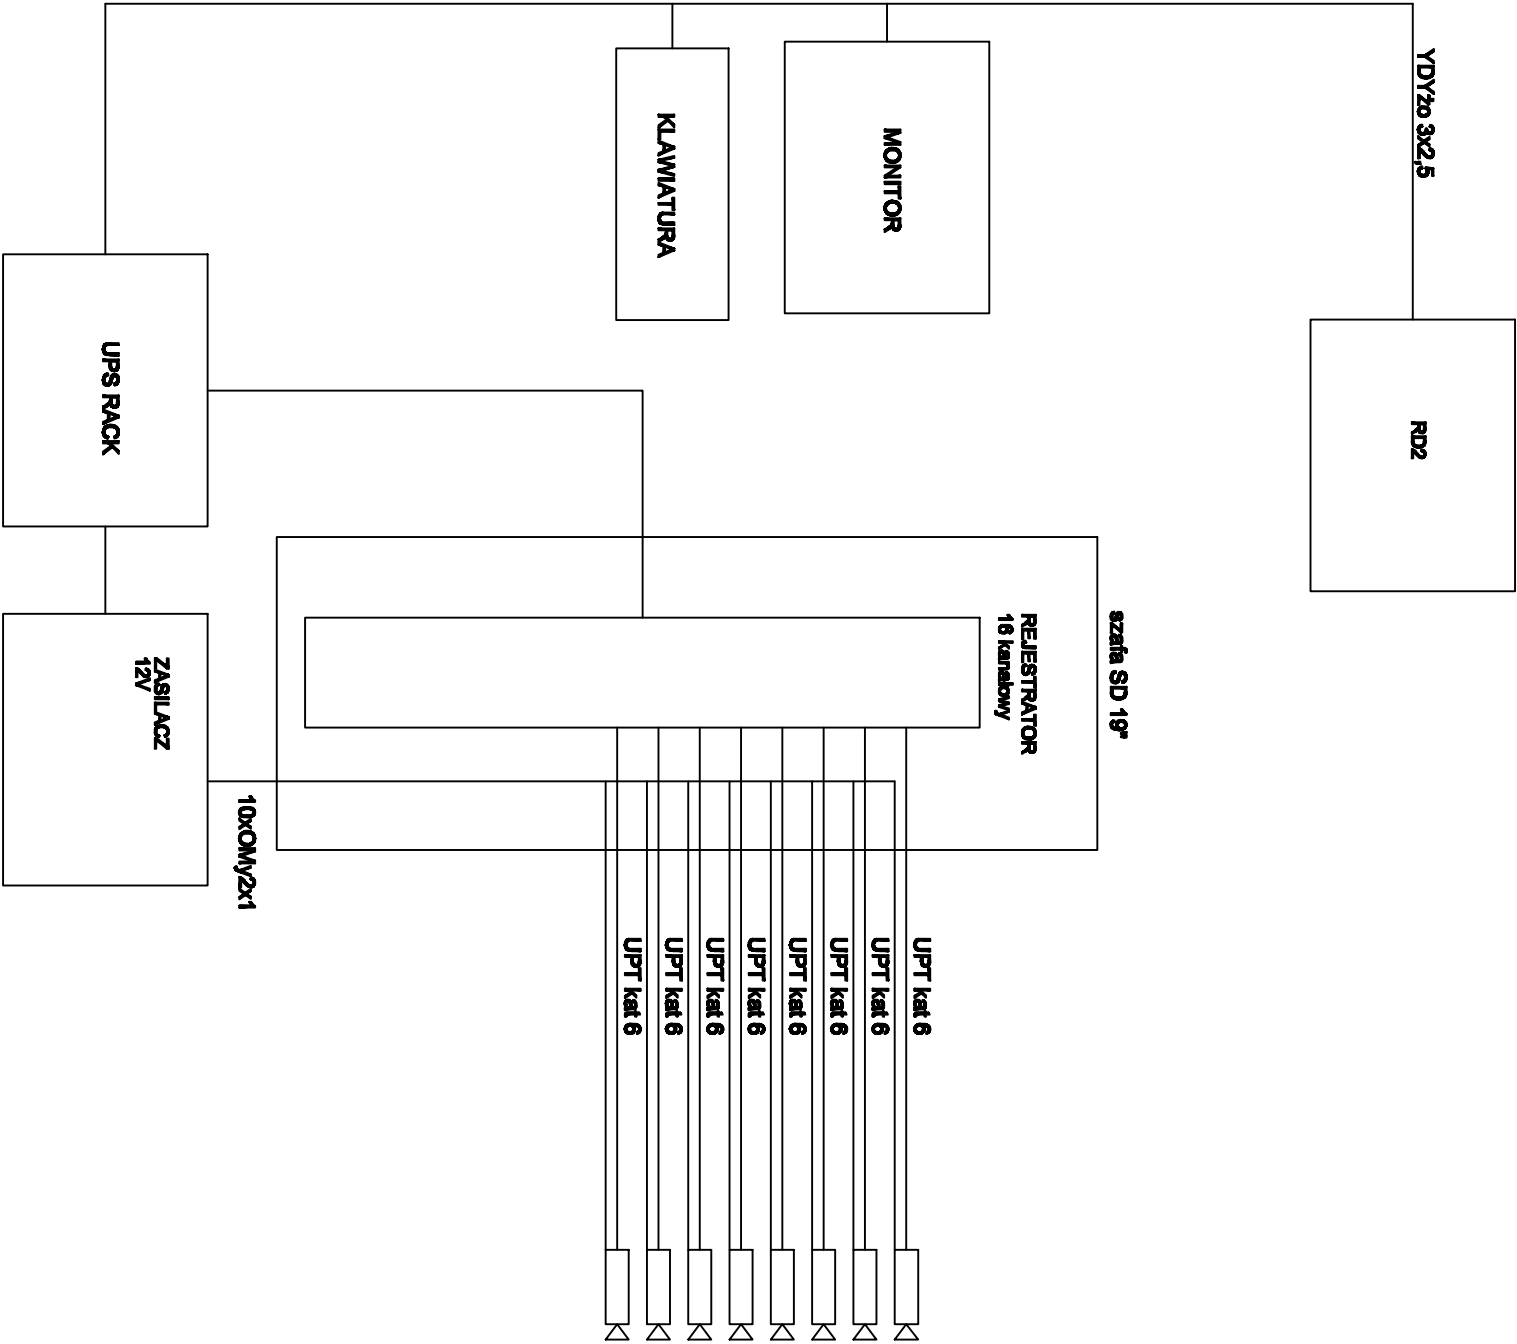 YDYżo 3x2,5
RD2
szafa SD 19"
REJESTRATOR
16 kanałowy
MONITOR
KLAWIATURA
UPT kat 6
UPT kat 6
UPT kat 6
UPT kat 6
UPT kat 6
UPT kat 6
UPT kat 6
UPT kat 6
10xOMy2x1
UPS RACK
ZASILACZ
12V